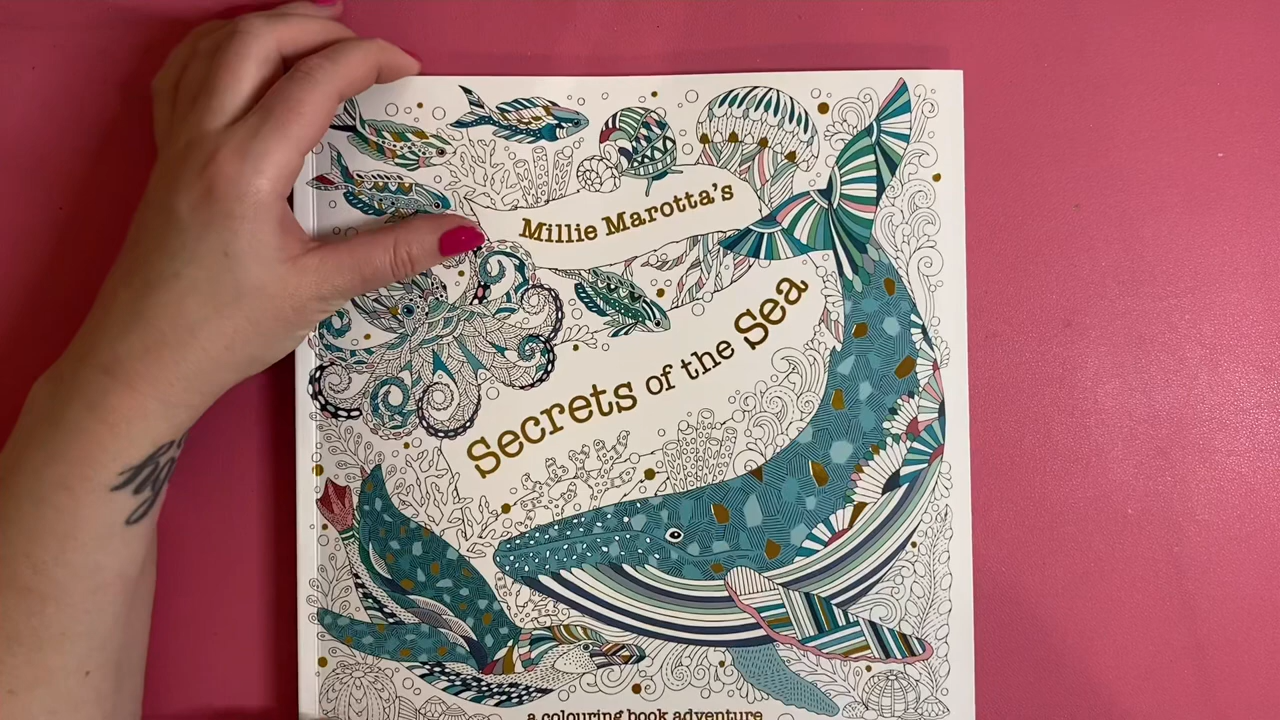 Millie Marotta's
Secrets of the Sea
a colouring book adventure